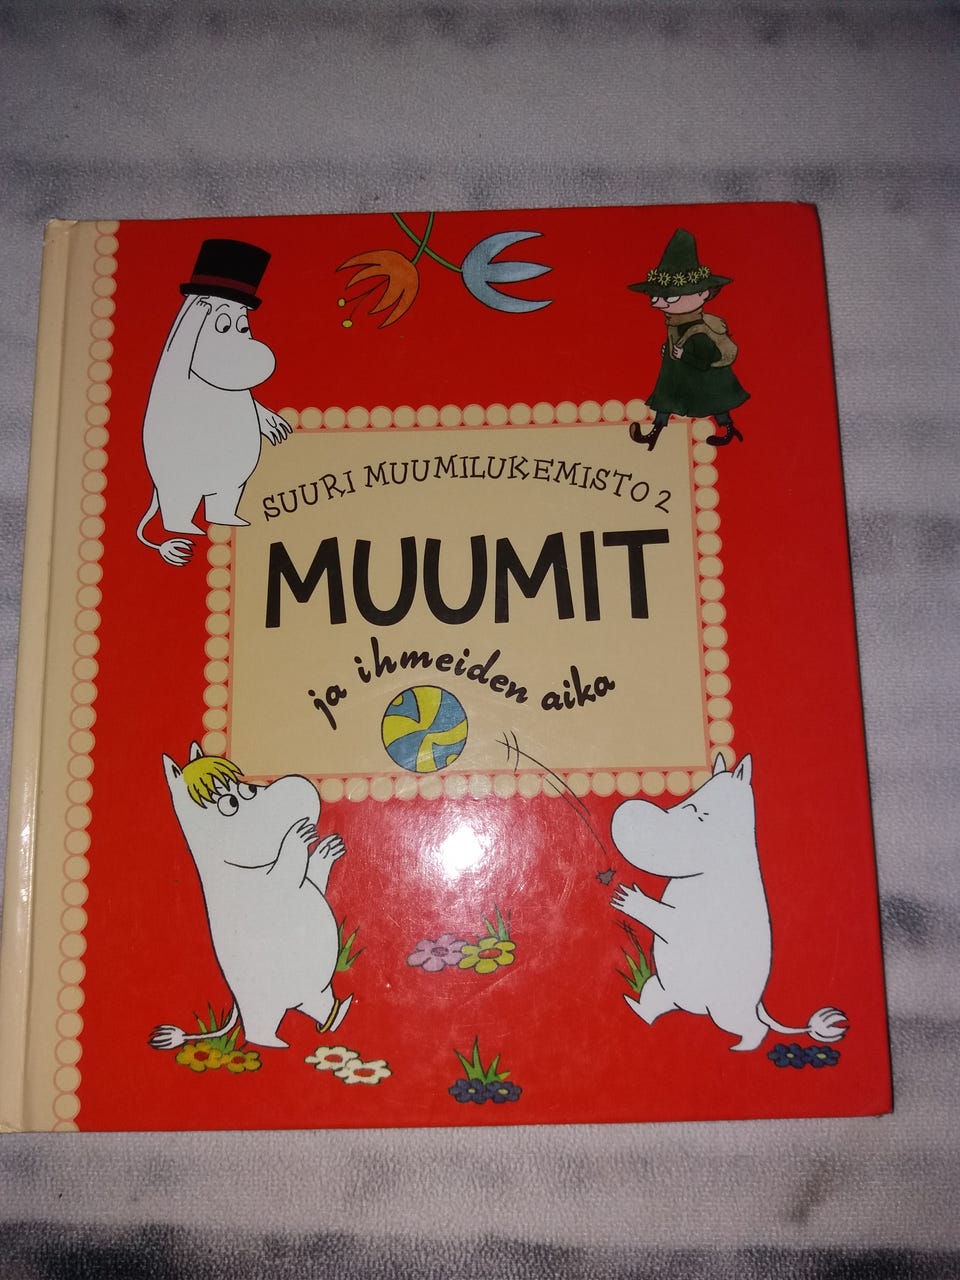 SUURI MUUMILUKEMISTO 2
MUUMIT
ja ihmeiden aika